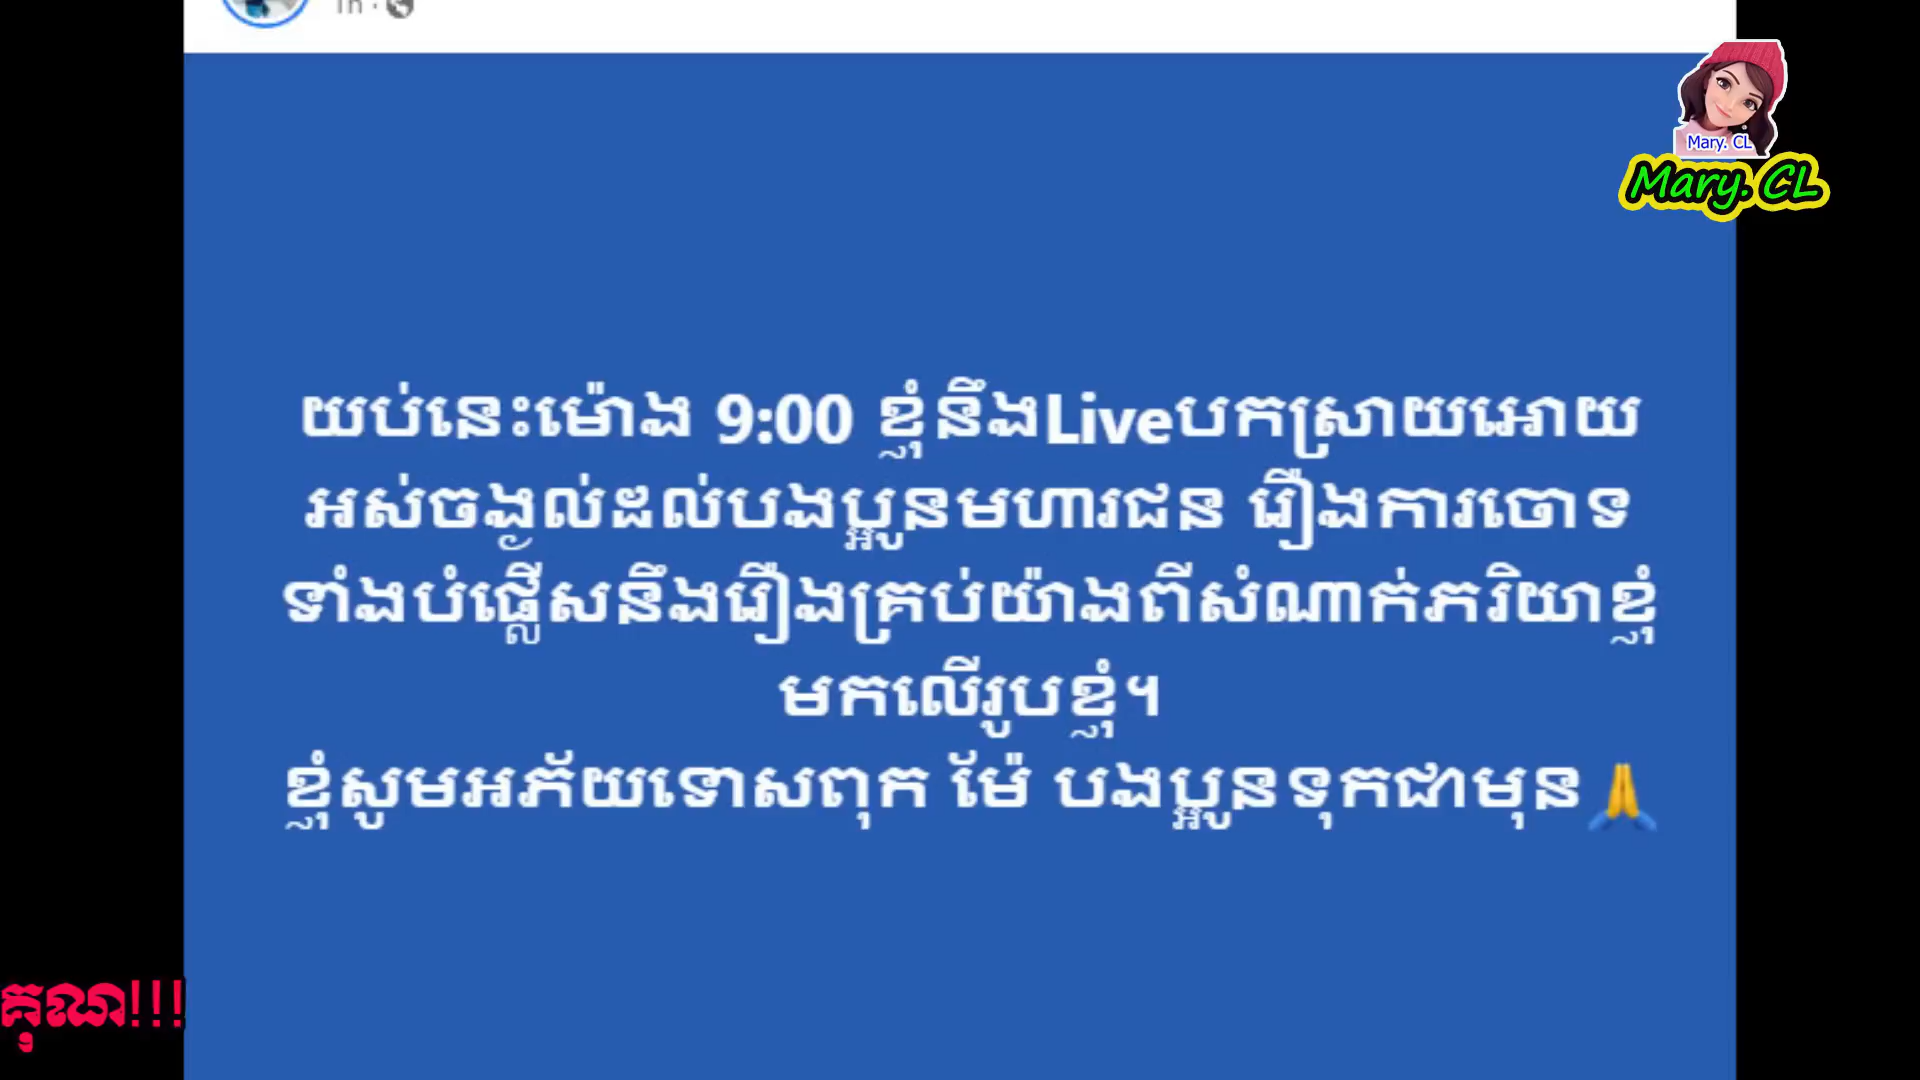 1h
Mary. CL
Mary. CL
យប់នេះម៉ោង 9:00 ខ្ញុំនឹងLiveបកស្រាយអោយ
អស់ចង្ងល់ដល់បងប្អូនមហារជន រឿងការចោទ
ទាំងបំផ្លើសនឹងរឿងគ្រប់យ៉ាងពីសំណាក់ភរិយាខ្ញុំ
មកលើរូបខ្ញុំ។
ខ្ញុំសូមអភ័យទោសពុក ម៉ែ បងប្អូនទុកជាមុន🙏
គុណ!!!